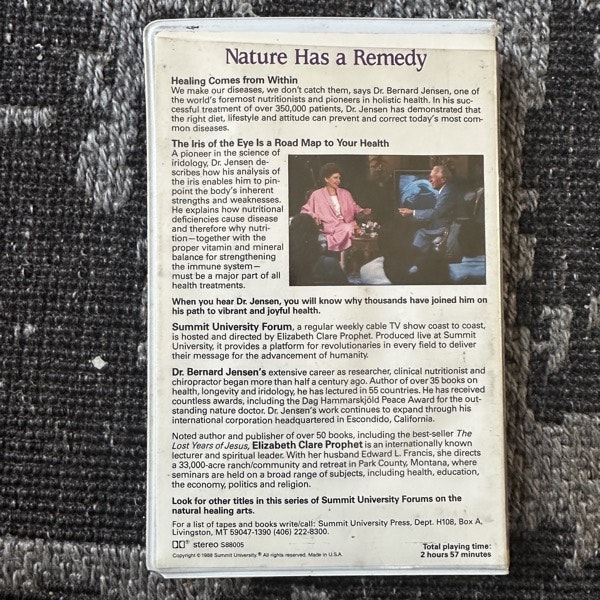 Nature Has a Remedy
Healing Comes from Within
We make our diseases, we don't catch them, says Dr. Bernard Jensen, one of
the world's foremost nutritionists and pioneers in holistic health. In his suc-
cessful treatment of over 350,000 patients, Dr. Jensen has demonstrated that
the right diet, lifestyle and attitude can prevent and correct today's most com-
mon diseases.
The Iris of the Eye Is a Road Map to Your Health
A pioneer in the science of
iridology, Dr. Jensen de-
scribes how his analysis of
the iris enables him to pin-
point the body's inherent
strengths and weaknesses.
He explains how nutritional
deficiencies cause disease
and therefore why nutri-
tion—together with the
proper vitamin and mineral
balance for strengthening
the immune system—
must be a major part of all
health treatments.
When you hear Dr. Jensen, you will know why thousands have joined him on
his path to vibrant and joyful health.
Summit University Forum, a regular weekly cable TV show coast to coast,
is hosted and directed by Elizabeth Clare Prophet. Produced live at Summit
University, it provides a platform for revolutionaries in every field to deliver
their message for the advancement of humanity.
Dr. Bernard Jensen's extensive career as researcher, clinical nutritionist and
chiropractor began more than half a century ago. Author of over 35 books on
health, longevity and iridology, he has lectured in 55 countries. He has received
countless awards, including the Dag Hammarskjöld Peace Award for the out-
standing nature doctor. Dr. Jensen's work continues to expand through his
international corporation headquartered in Escondido, California.
Noted author and publisher of over 50 books, including the best-seller The
Lost Years of Jesus, Elizabeth Clare Prophet is an internationally known
lecturer and spiritual leader. With her husband Edward L. Francis, she directs
a 33,000-acre ranch/community and retreat in Park County, Montana, where
seminars are held on a broad range of subjects, including health, education,
the economy, politics and religion.
Look for other titles in this series of Summit University Forums on the
natural healing arts.
For a list of tapes and books write/call: Summit University Press, Dept. H108, Box A,
Livingston, MT 59047-1390 (406) 222-8300.
stereo S88005
Copyright © 1988 Summit University.® All rights reserved. Made in U.S.A.
Total playing time:
2 hours 57 minutes